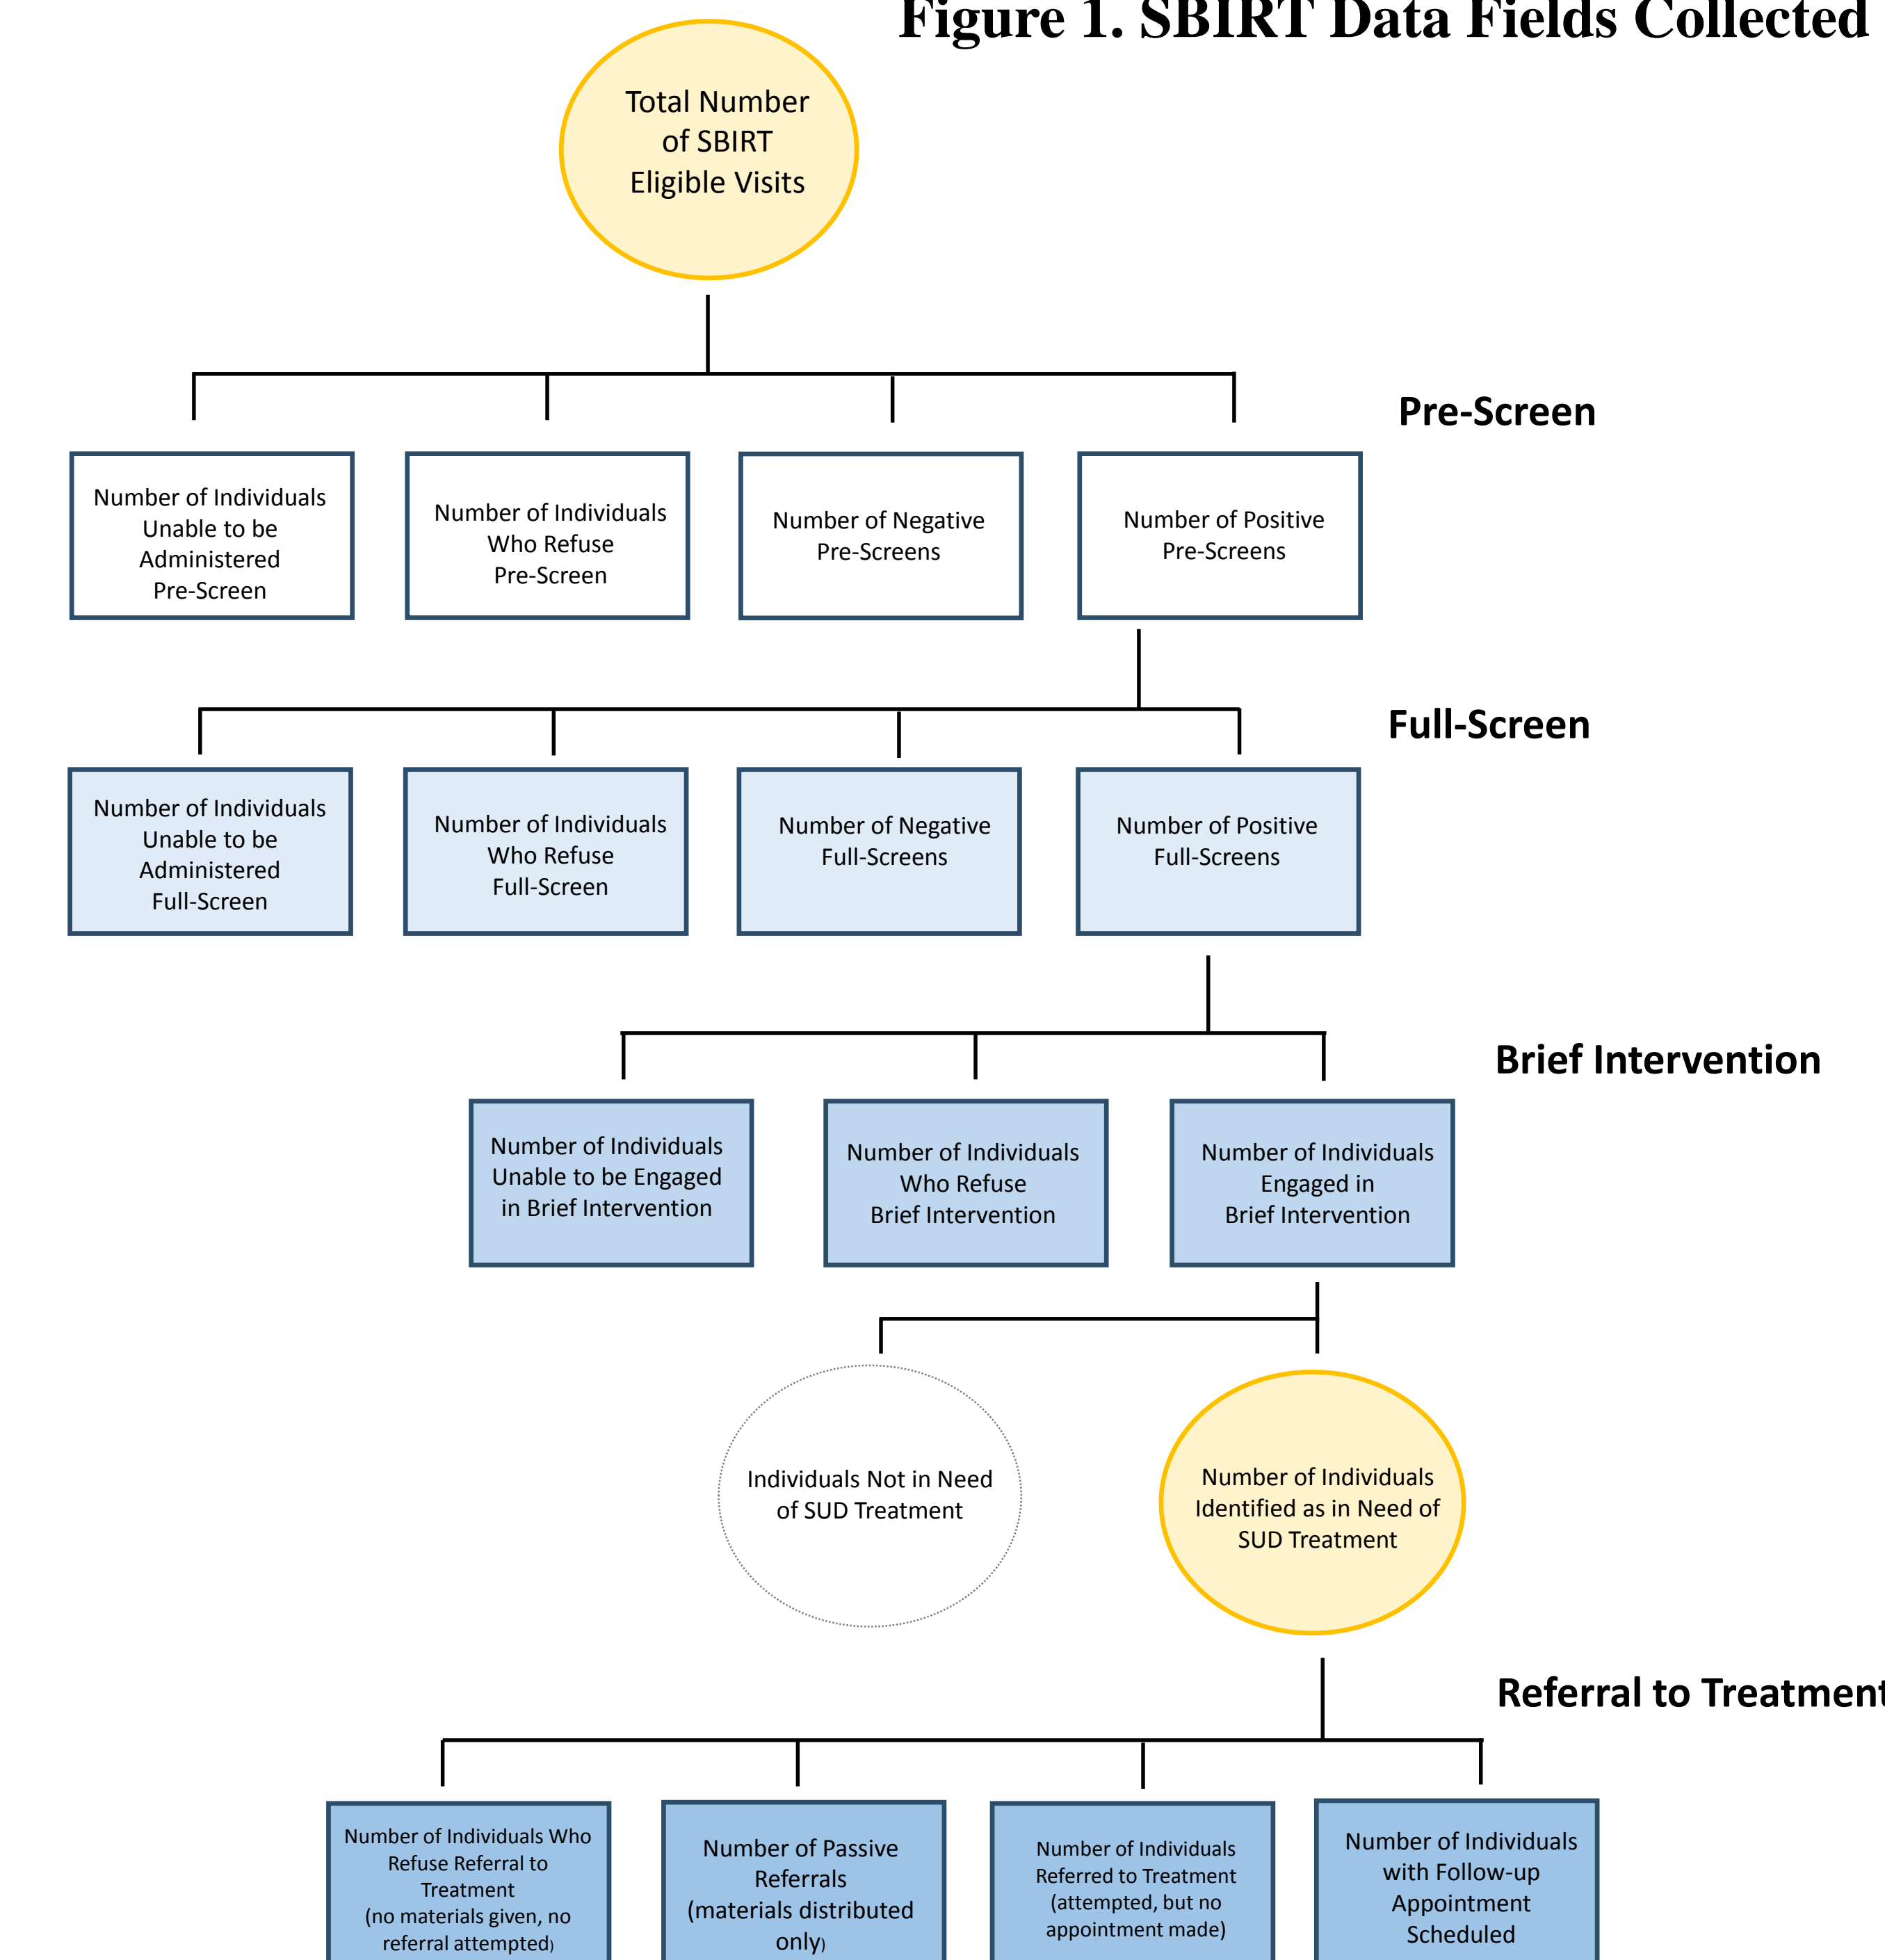 Figure 1. SBIRT Data Fields Collected
Total Number
of SBIRT
Eligible Visits
Pre-Screen
Number of Individuals
Unable to be
Administered
Pre-Screen
Number of Individuals
Who Refuse
Pre-Screen
Number of Negative
Pre-Screens
Number of Positive
Pre-Screens
Full-Screen
Number of Individuals
Unable to be
Administered
Full-Screen
Number of Individuals
Who Refuse
Full-Screen
Number of Negative
Full-Screens
Number of Positive
Full-Screens
Brief Intervention
Number of Individuals
Unable to be Engaged
in Brief Intervention
Number of Individuals
Who Refuse
Brief Intervention
Number of Individuals
Engaged in
Brief Intervention
Individuals Not in Need
of SUD Treatment
Number of Individuals
Identified as in Need of
SUD Treatment
Referral to Treatment
Number of Individuals Who
Refuse Referral to
Treatment
(no materials given, no
referral attempted)
Number of Passive
Referrals
(materials distributed
only)
Number of Individuals
Referred to Treatment
(attempted, but no
appointment made)
Number of Individuals
with Follow-up
Appointment
Scheduled